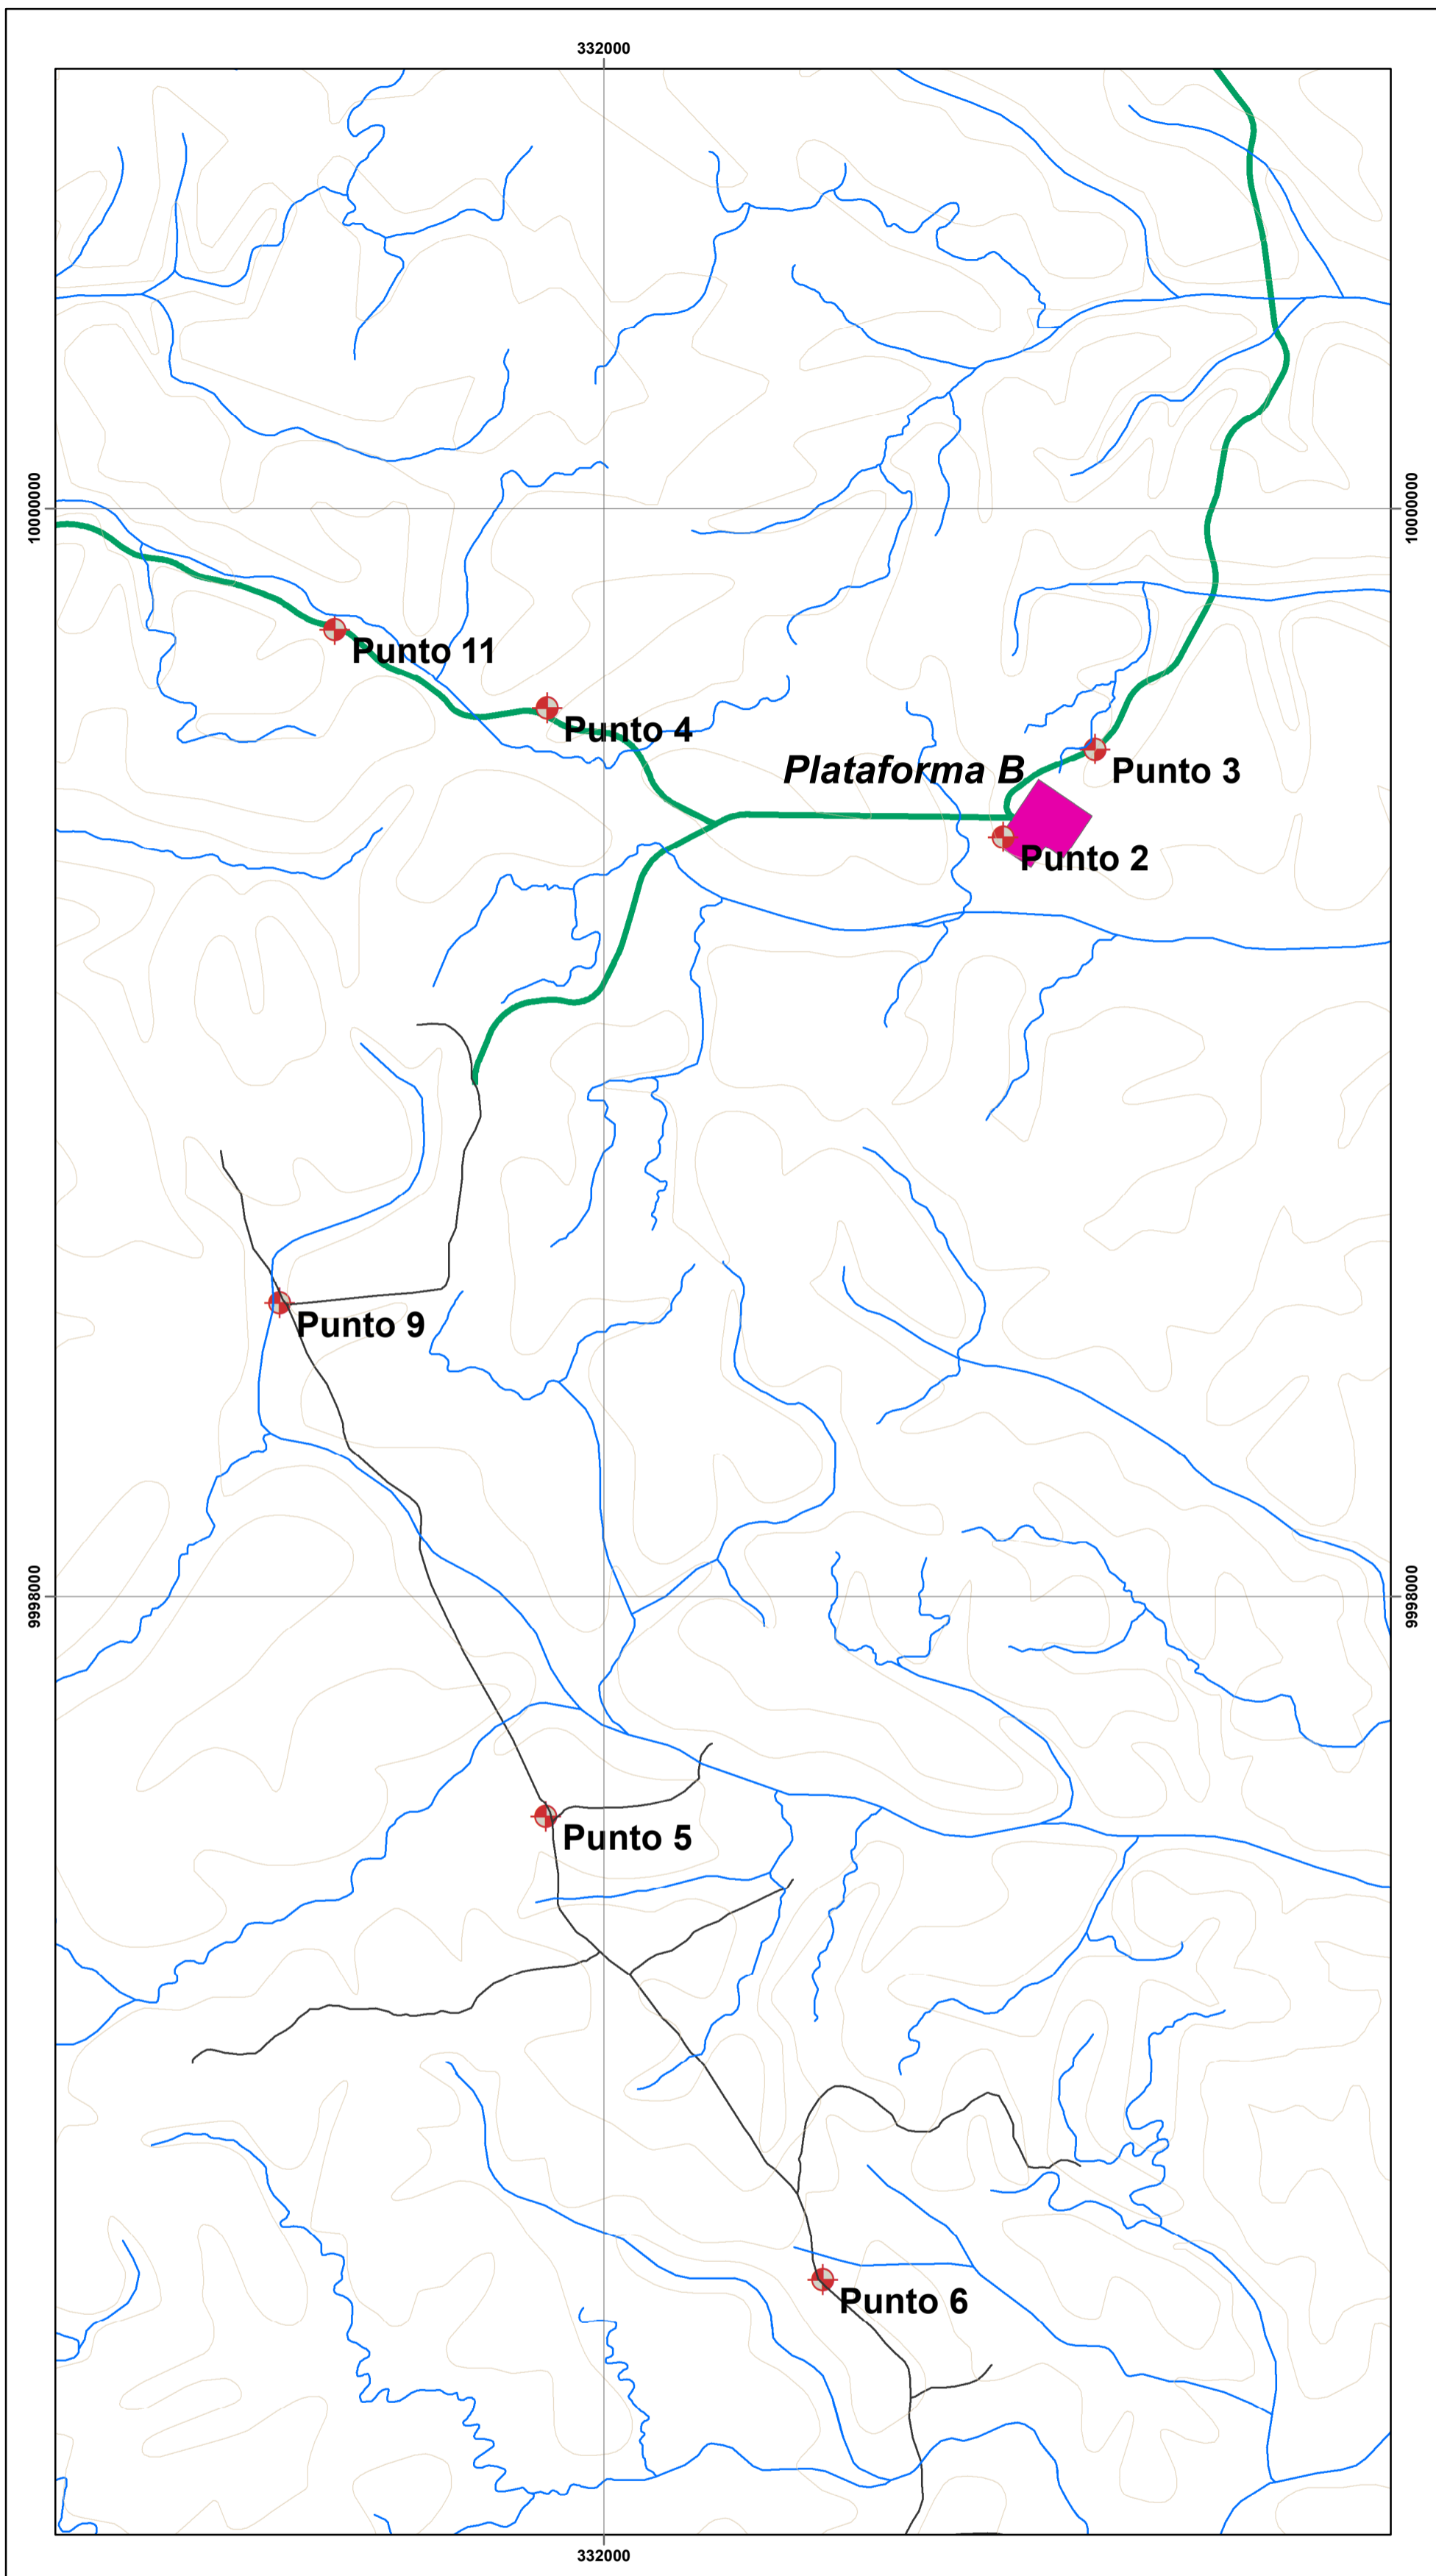 332000
10000000
10000000
Punto 11
Punto 4
Plataforma B
Punto 3
Punto 2
Punto 9
9998000
9998000
Punto 5
Punto 6
332000